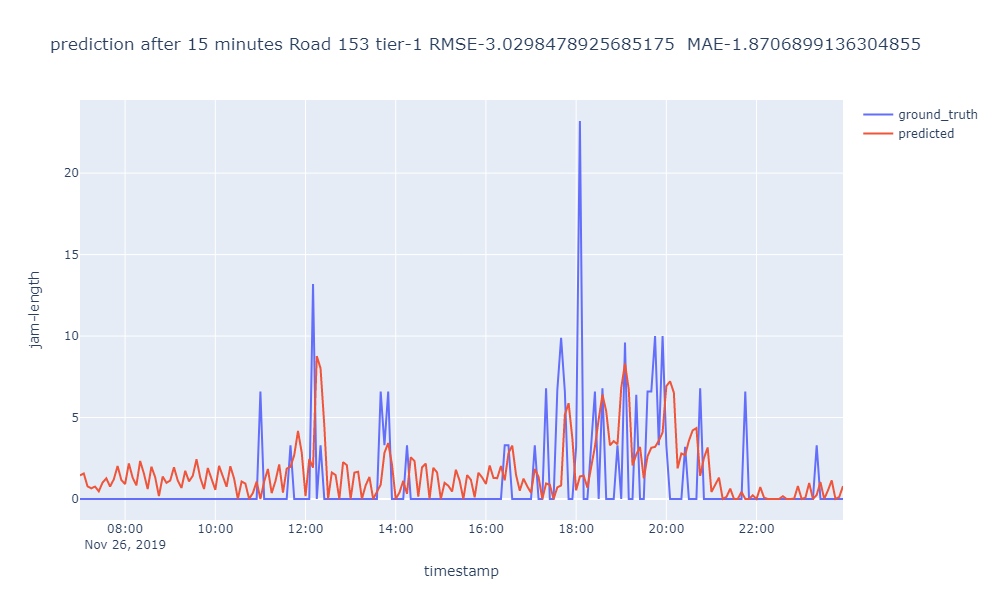 prediction after 15 minutes Road 153 tier-1 RMSE-3.0298478925685175  MAE-1.8706899136304855
ground_truth
predicted
20
15
10
5
0
jam-length
08:00 10:00 12:00 14:00 16:00 18:00 20:00 22:00
Nov 26, 2019
timestamp